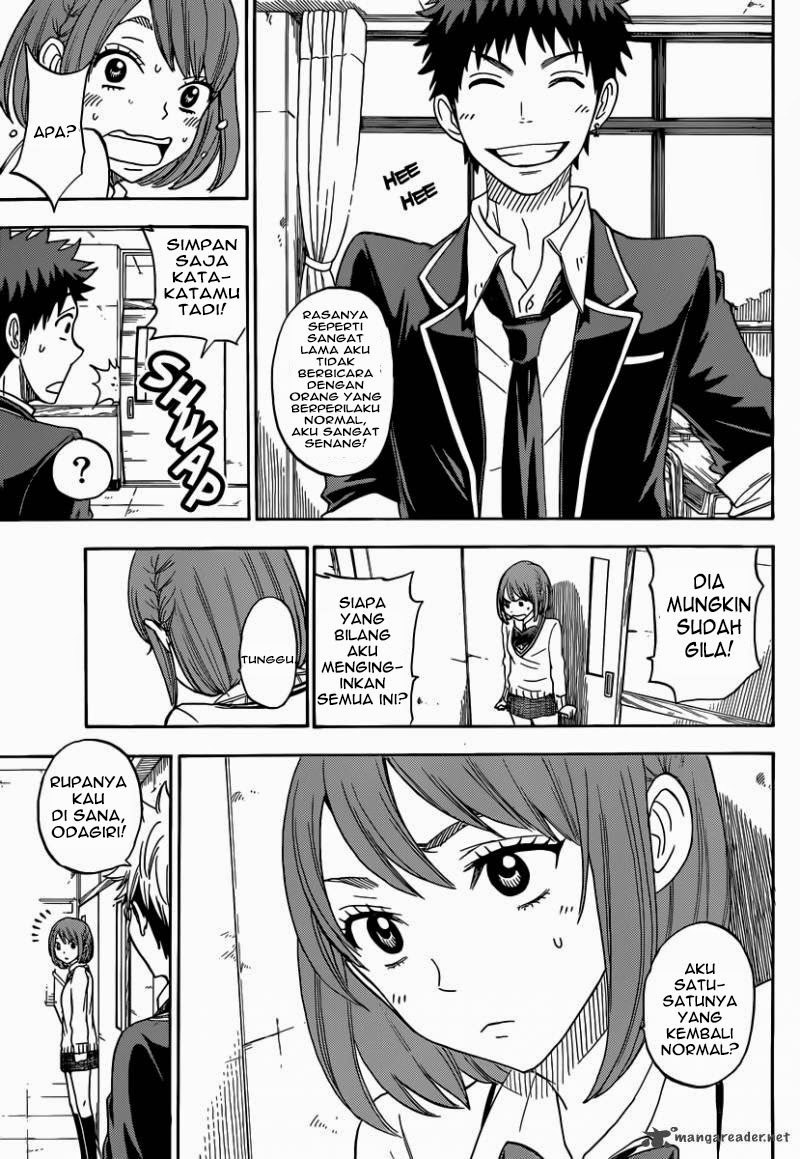 HEE
HEE
RASANYA
SEPERTI
SANGAT
LAMA AKU
TIDAK
BERBICARA
DENGAN
ORANG YANG
BERPERILAKU
NORMAL,
AKU SANGAT
SENANG!
APA?
SIMPAN
SAJA
KATA-
KATAMU
TADI!
SHWAP
?
DIA
MUNGKIN
SUDAH
GILA!
SIAPA
YANG
BILANG
AKU
MENGING-
INKAN
SEMUA INI?
TUNGGU
AKU
SATU-
SATUNYA
YANG
KEMBALI
NORMAL?
RUPANYA
KAU
DI SANA,
ODAGIRI!
mangareader.net